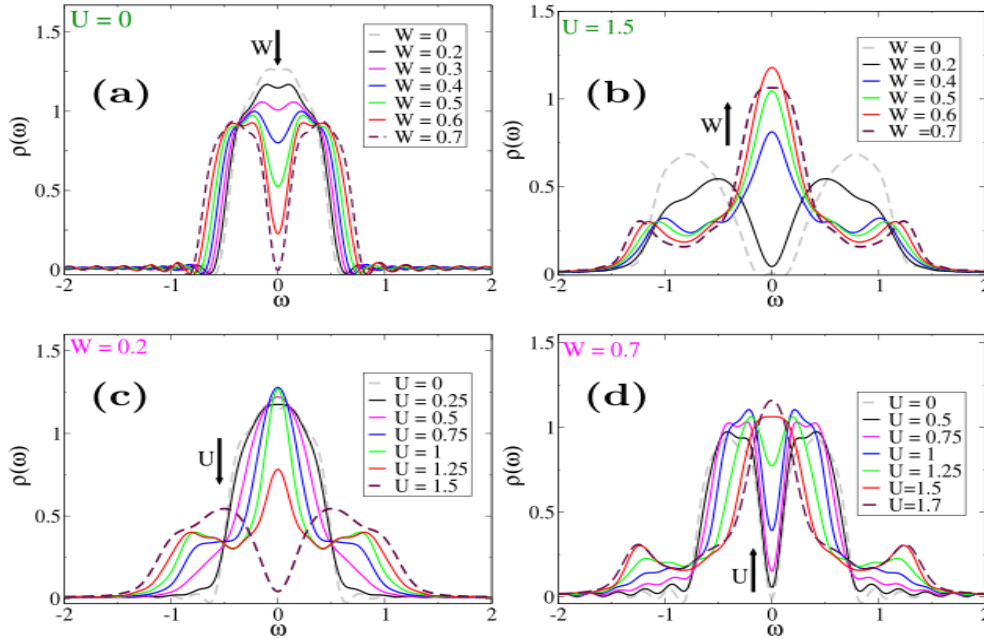 U = 0
W
(a)
W = 0
W = 0.2
W = 0.3
W = 0.4
W = 0.5
W = 0.6
W = 0.7
1.5
1
0.5
0
-2
-1
0
1
2
ρ(ω)
ω
U = 1.5
W
(b)
W = 0
W = 0.2
W = 0.4
W = 0.5
W = 0.6
W =0.7
1.5
1
0.5
0
-2
-1
0
1
2
ρ(ω)
ω
W = 0.2
U
(c)
U = 0
U = 0.25
U = 0.5
U = 0.75
U = 1
U = 1.25
U = 1.5
1.5
1
0.5
0
-2
-1
0
1
2
ρ(ω)
ω
W = 0.7
U
(d)
U = 0
U = 0.5
U = 0.75
U = 1
U = 1.25
U=1.5
U=1.7
1.5
1
0.5
0
-2
-1
0
1
2
ρ(ω)
ω